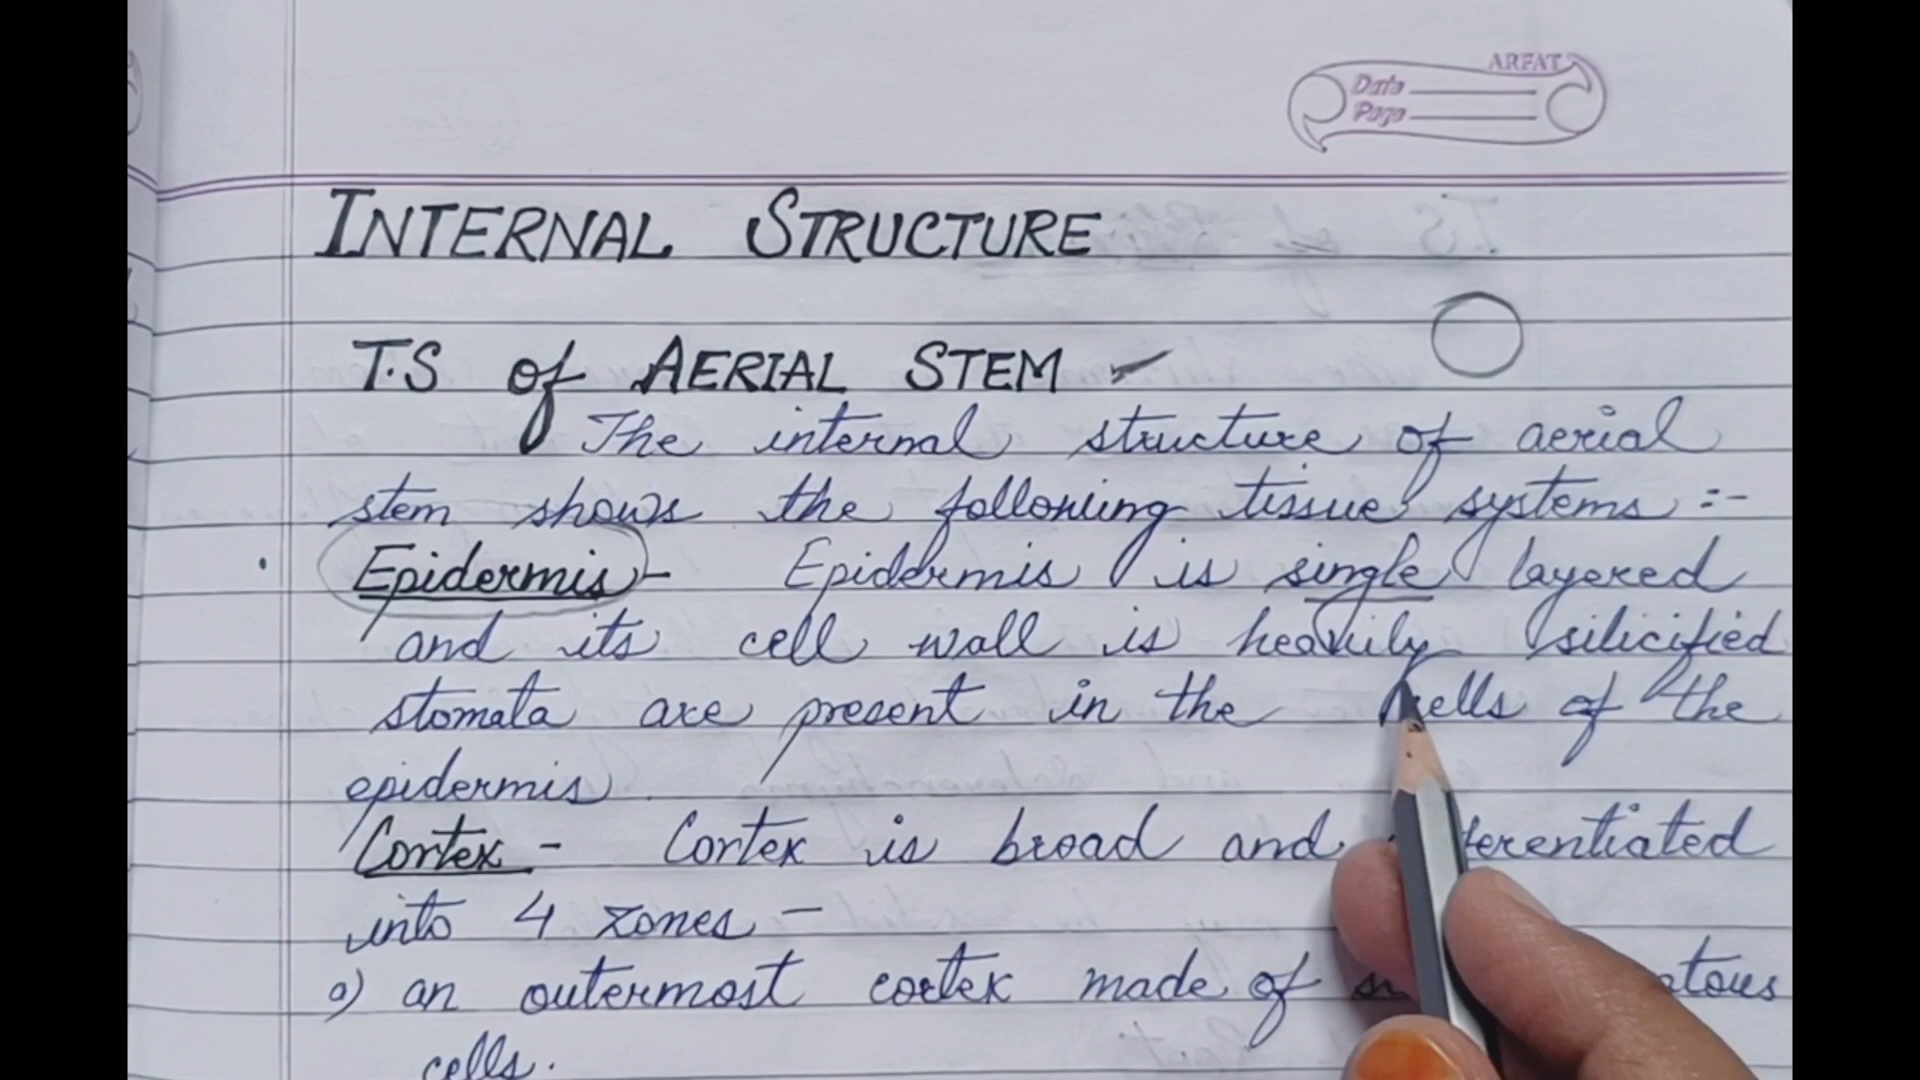 ARFAT
Date
Page
INTERNAL STRUCTURE
T.S of AERIAL STEM
The internal structure of aerial
stem shows the following tissue systems :-
Epidermis - Epidermis is single layered
and its cell wall is heavily silicified
stomata are present in the cells of the
epidermis.
Cortex - Cortex is broad and
into 4 zones -
a) an outermost cortex made of
cells.